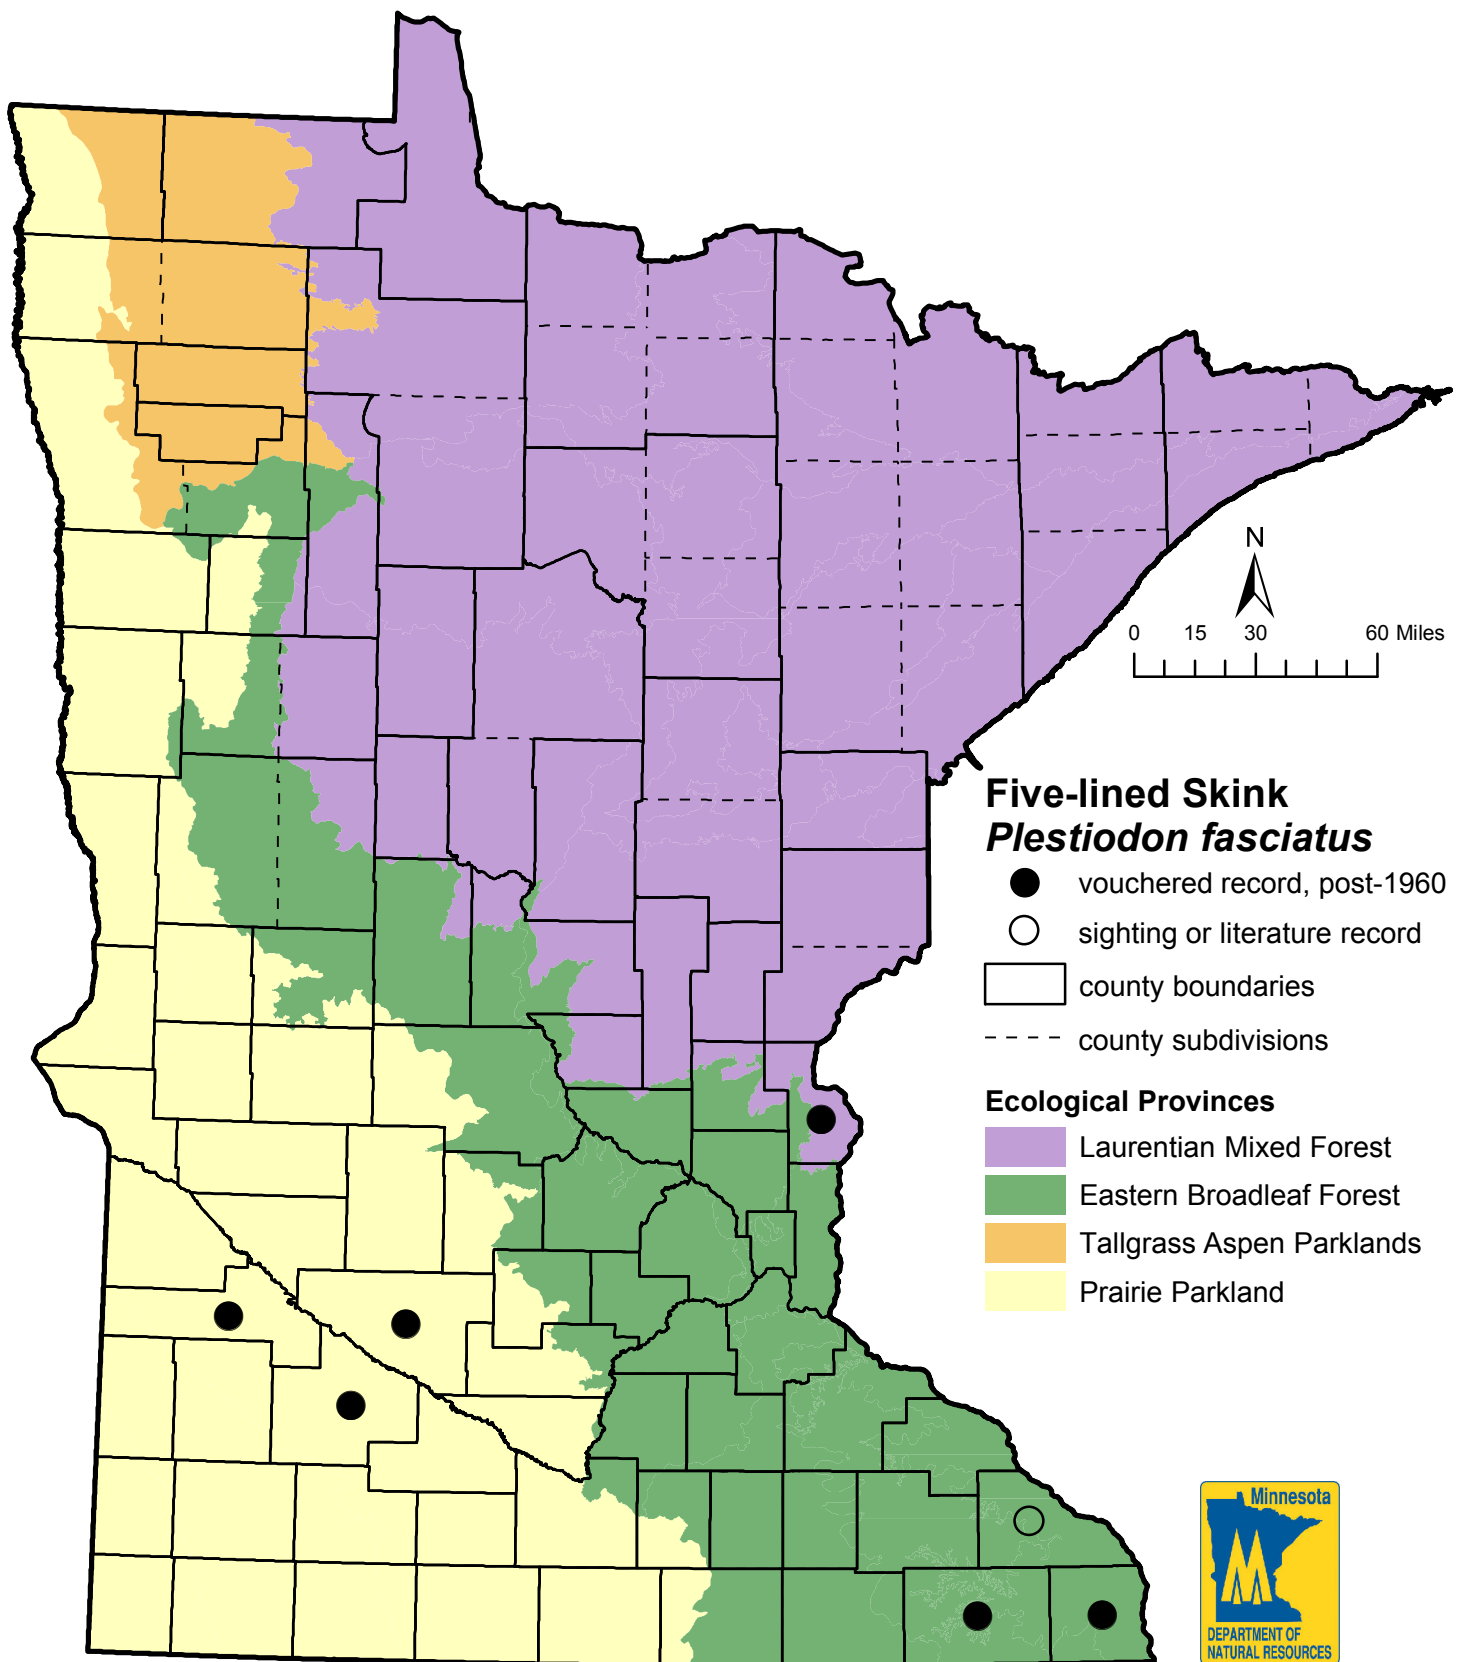 N
0 15 30 60 Miles
Five-lined Skink
Plestiodon fasciatus
vouchered record, post-1960
sighting or literature record
county boundaries
county subdivisions
Ecological Provinces
Laurentian Mixed Forest
Eastern Broadleaf Forest
Tallgrass Aspen Parklands
Prairie Parkland
Minnesota
DEPARTMENT OF
NATURAL RESOURCES